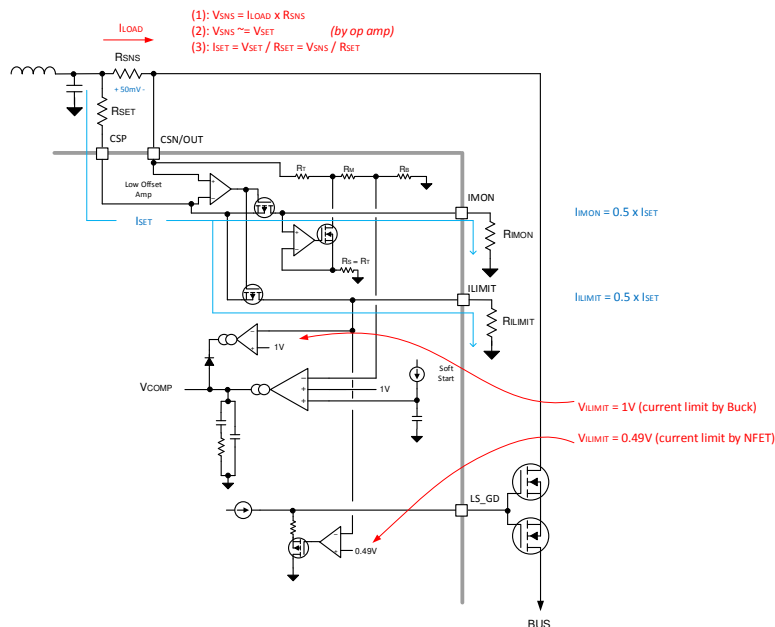 (1): VSNS = ILOAD x RSNS
(2): VSNS ~= VSET (by op amp)
(3): ISET = VSET / RSET = VSNS / RSET
ILOAD
RSNS
+ 50mV -
RSET
CSP
CSN/OUT
Low Offset
Amp
+
−
RT
RM
RB
IMON
ISET
IMON = 0.5 x ISET
RIMON
+
−
RS = RT
ILIMIT
ILIMIT = 0.5 x ISET
RILIMIT
−
+
1V
Soft
Start
VCOMP
−
+
1V
+
VILIMIT = 1V (current limit by Buck)
VILIMIT = 0.49V (current limit by NFET)
LS_GD
−
+
0.49V
BUS